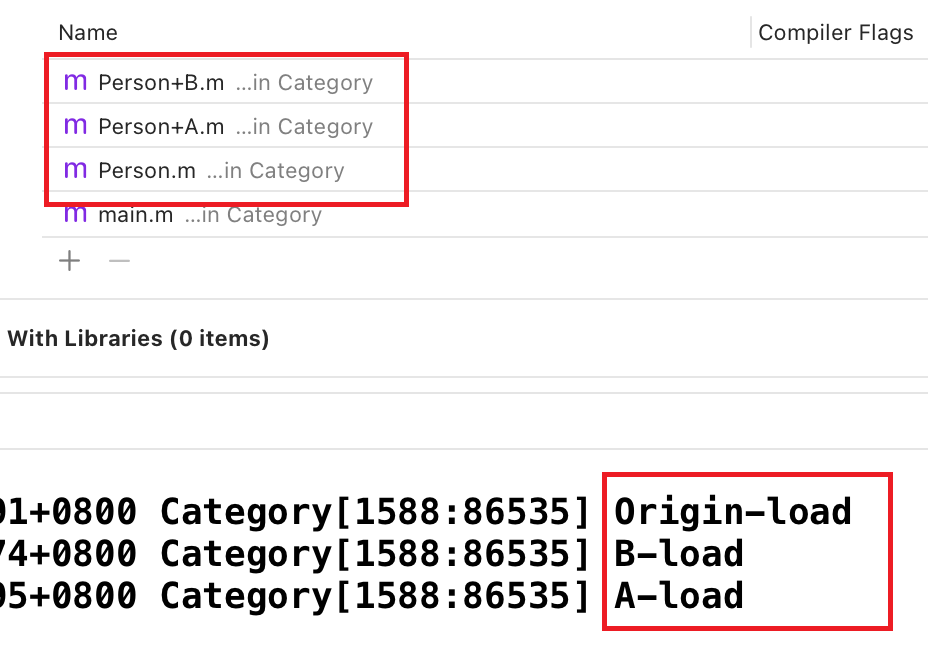 Name Compiler Flags
m Person+B.m ...in Category
m Person+A.m ...in Category
m Person.m ...in Category
m main.m ...in Category
+ —
With Libraries (0 items)
01+0800 Category[1588:86535] Origin-load
74+0800 Category[1588:86535] B-load
95+0800 Category[1588:86535] A-load